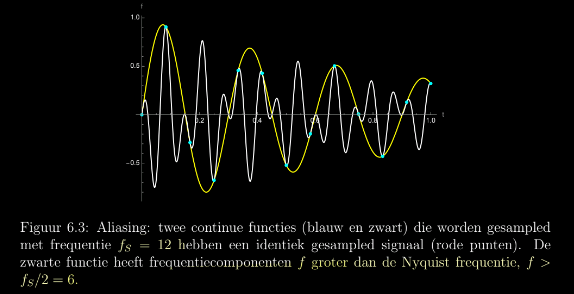 1.0
t
0.5
0.2
0.4
0.6
0.8
1.0
t
-0.5
Figuur 6.3: Aliasing: twee continue functies (blauw en zwart) die worden gesampled
met frequentie fS = 12 hebben een identiek gesampled signaal (rode punten). De
zwarte functie heeft frequentiecomponenten f groter dan de Nyquist frequentie, f >
fS/2 = 6.